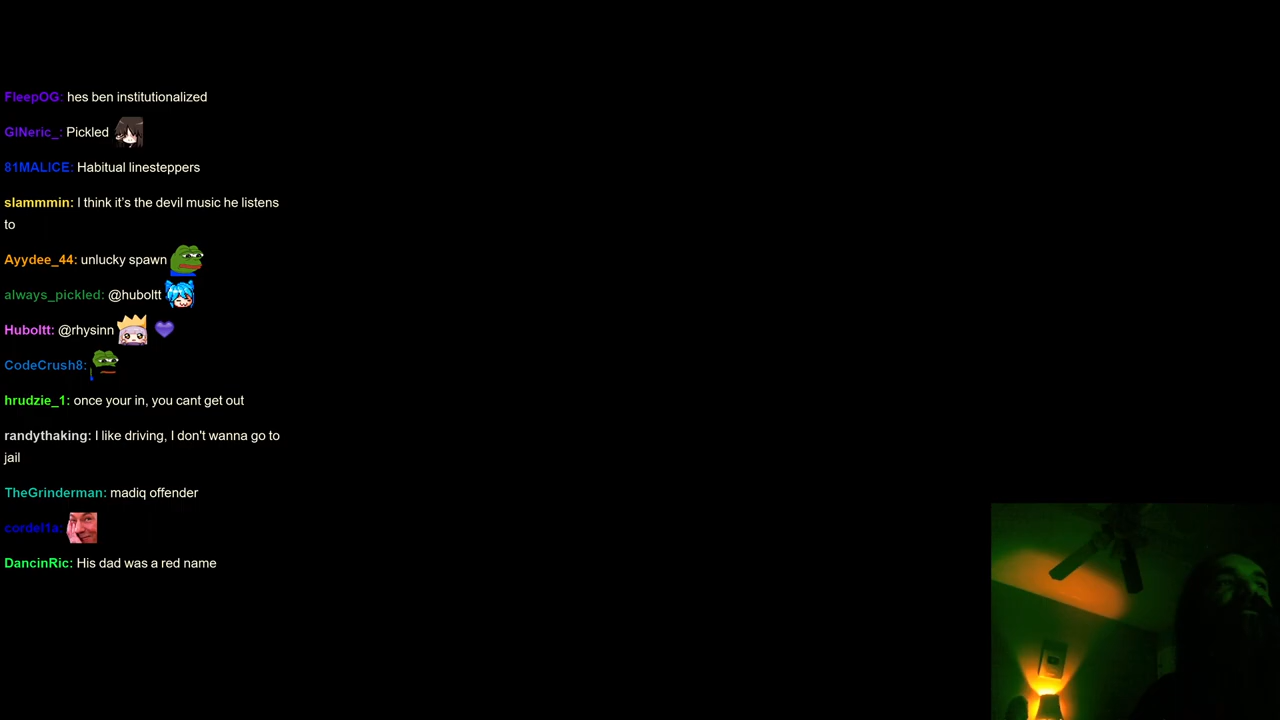 FleepOG: hes ben institutionalized
GINeric_: Pickled
81MALICE: Habitual linesteppers
slammmin: I think it’s the devil music he listens
to
Ayydee_44: unlucky spawn
always_pickled: @huboltt
Huboltt: @rhysinn
CodeCrush8:
hrudzie_1: once your in, you cant get out
randythaking: I like driving, I don't wanna go to
jail
TheGrinderman: madiq offender
cordel1a:
DancinRic: His dad was a red name